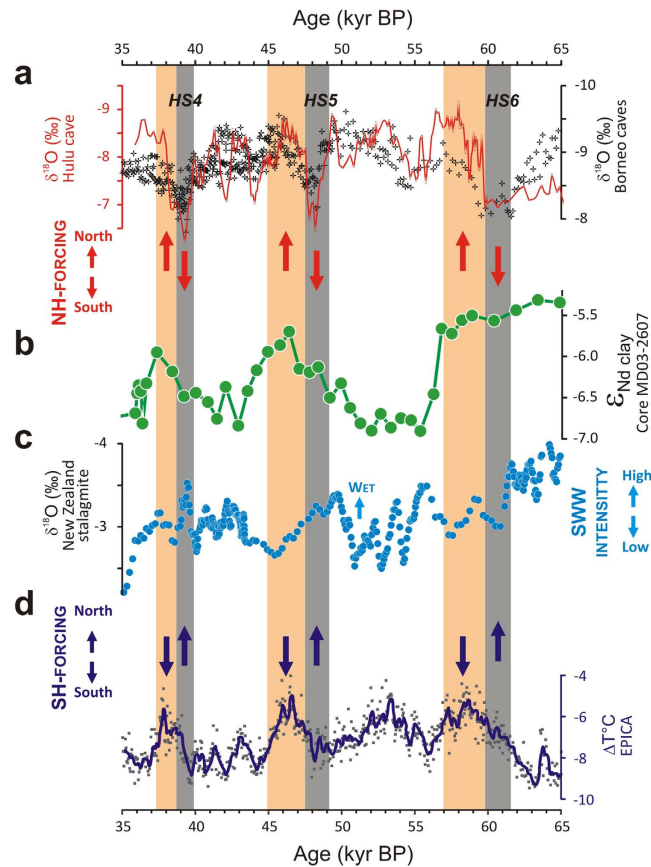 Age (kyr BP)
35 40 45 50 55 60 65
a
HS4 HS5 HS6
-9
-8
-7
δ¹⁸O (‰)
Hulu cave
-10
-9
-8
δ¹⁸O (‰)
Borneo caves
North
South
NH-FORCING
b
-5.5
-6.0
-6.5
-7.0
εNd clay
Core MD03-2607
c
-4
-3
δ¹⁸O (‰)
New Zealand
stalagmite
WET
SWW
INTENSITTY
High
Low
d
North
South
SH-FORCING
-4
-6
-8
-10
ΔT°C
EPICA
35 40 45 50 55 60 65
Age (kyr BP)